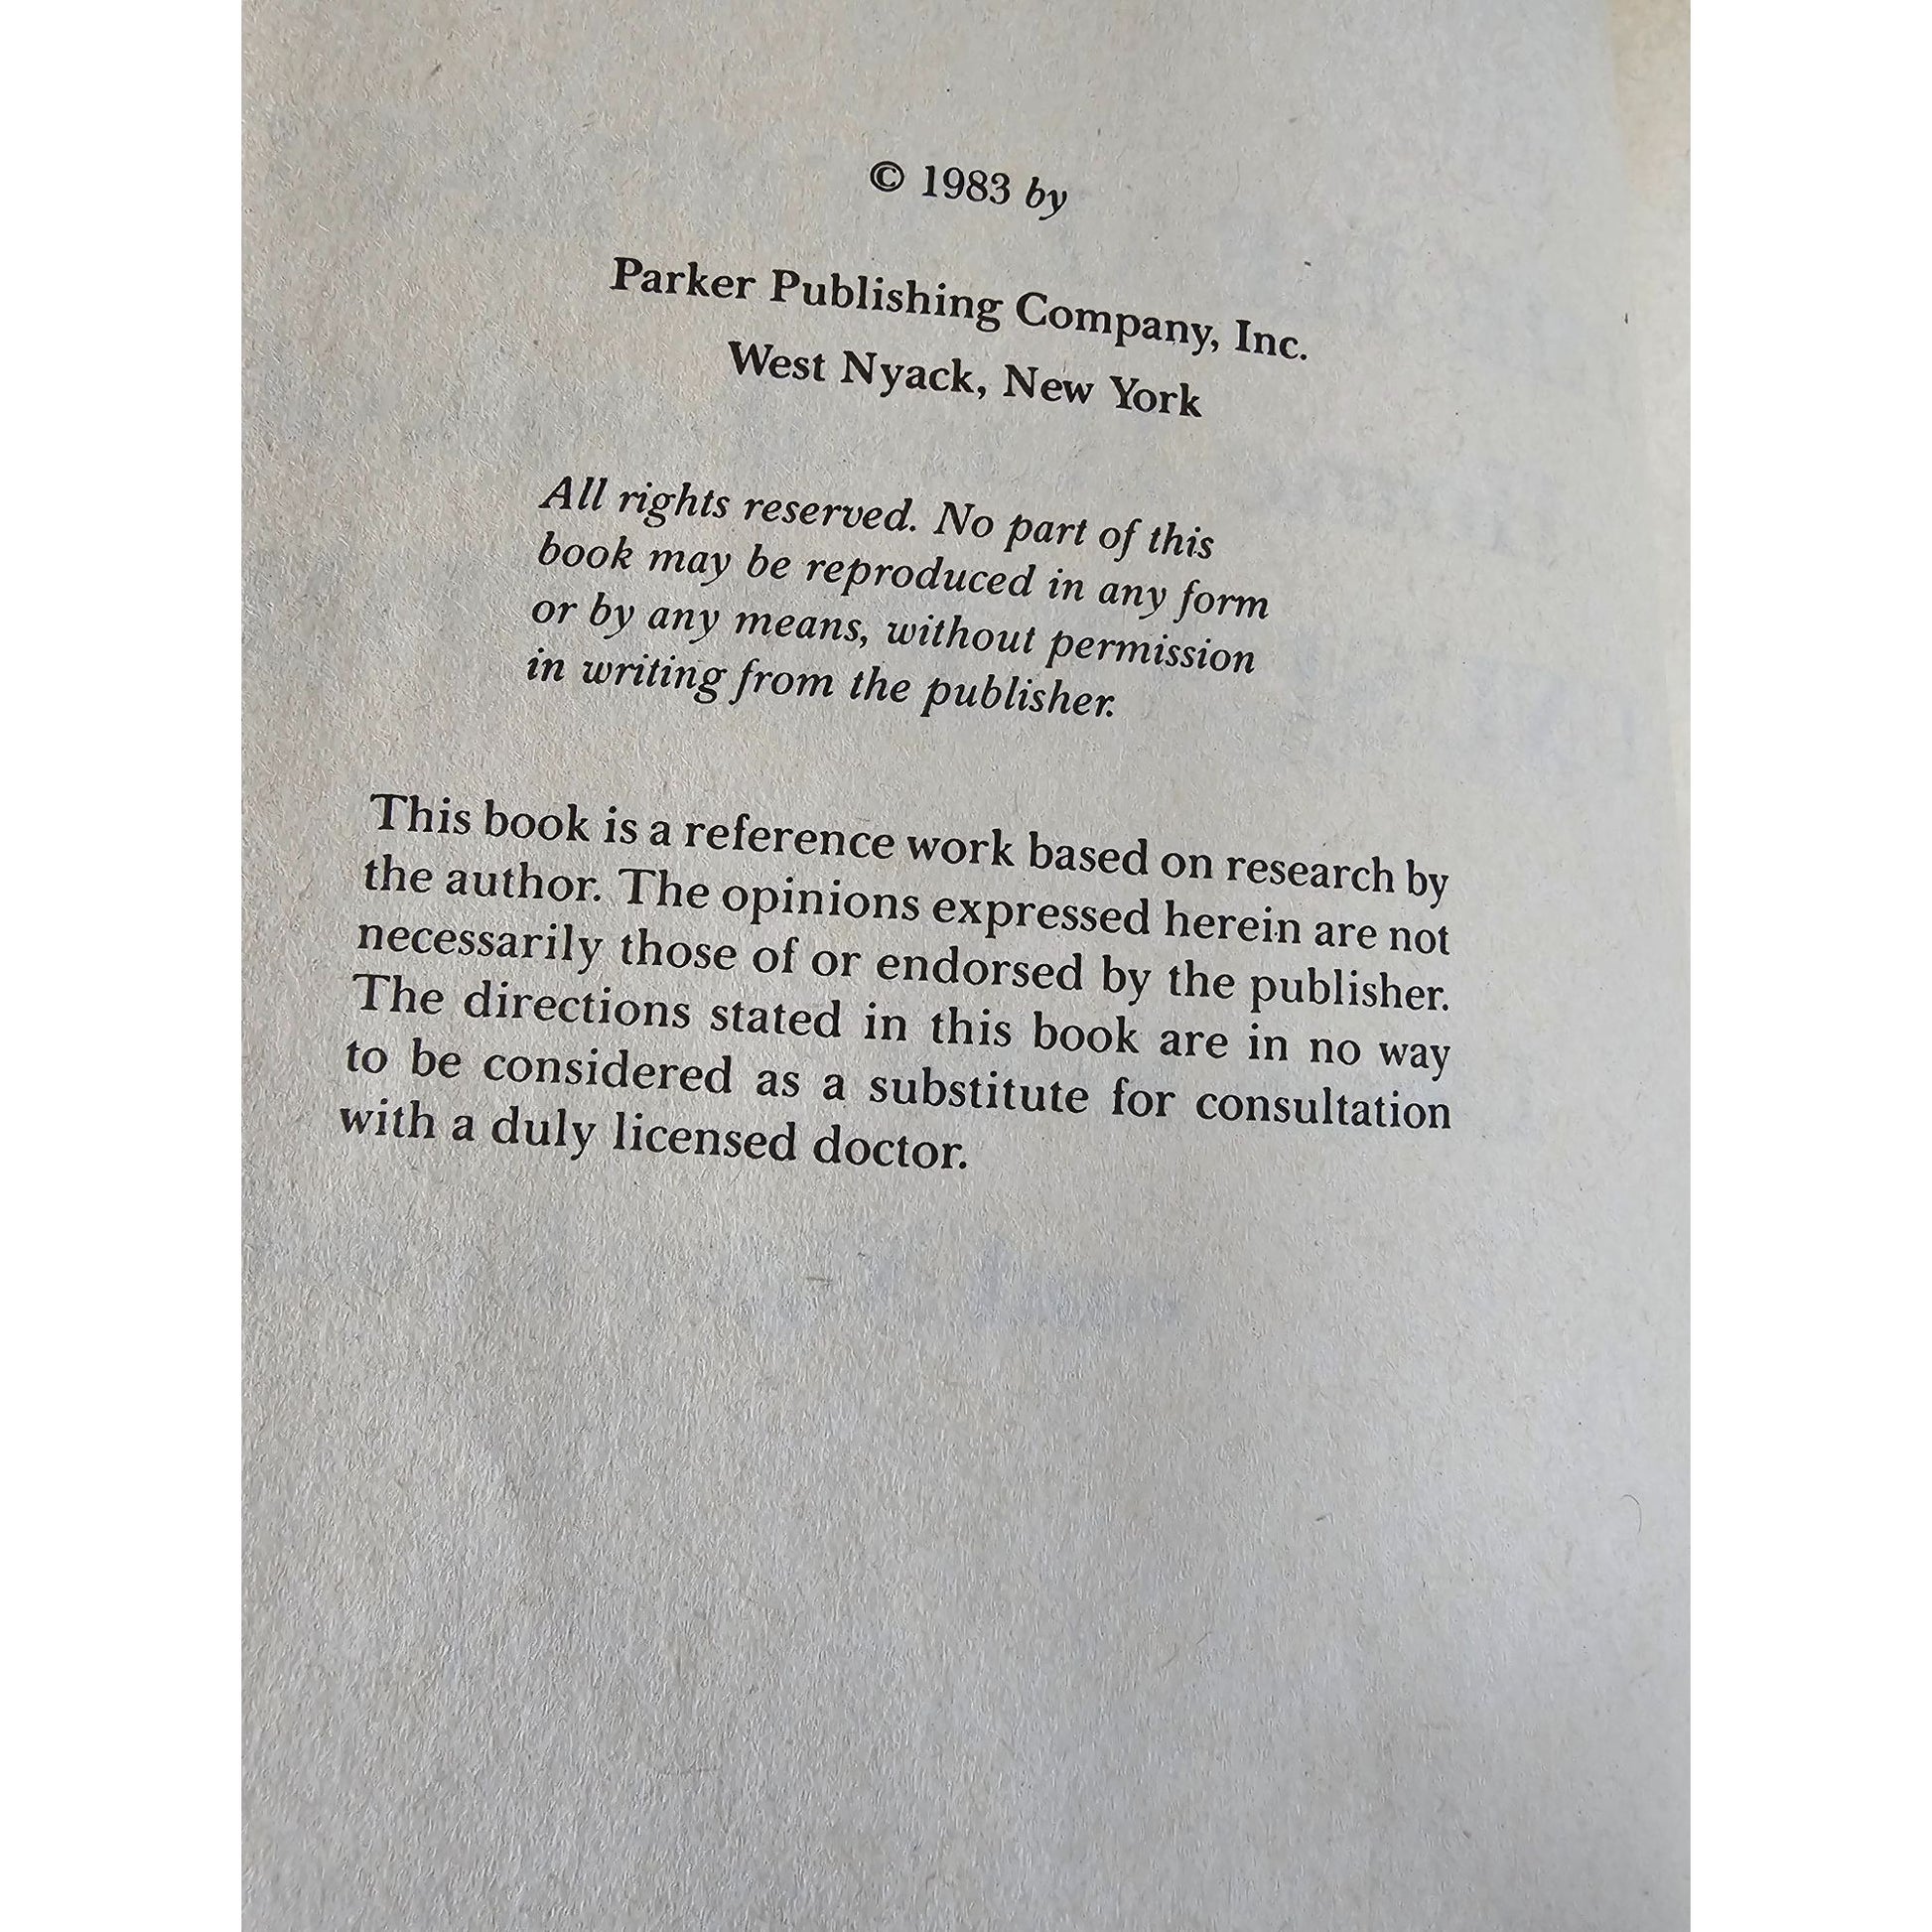 © 1983 by
Parker Publishing Company, Inc.
West Nyack, New York
All rights reserved. No part of this
book may be reproduced in any form
or by any means, without permission
in writing from the publisher.
This book is a reference work based on research by
the author. The opinions expressed herein are not
necessarily those of or endorsed by the publisher.
The directions stated in this book are in no way
to be considered as a substitute for consultation
with a duly licensed doctor.